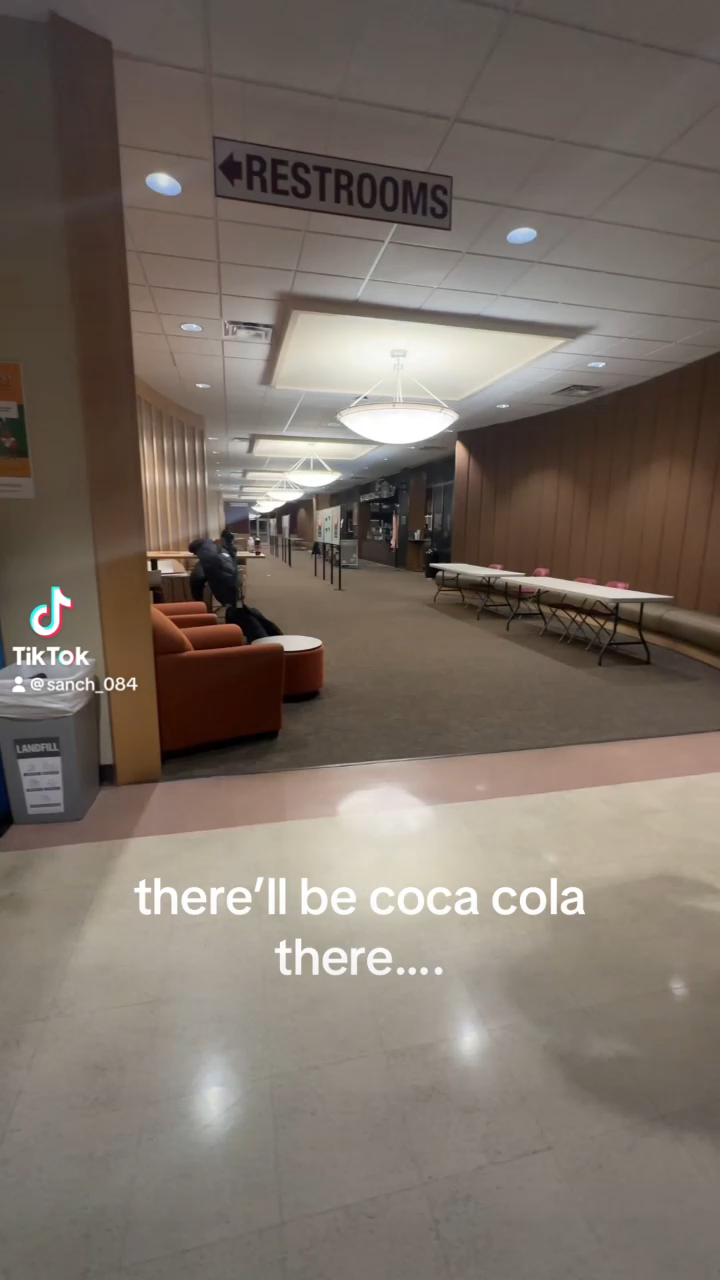 RESTROOMS
TikTok
@sanch_084
LANDFILL
there'll be coca cola
there....